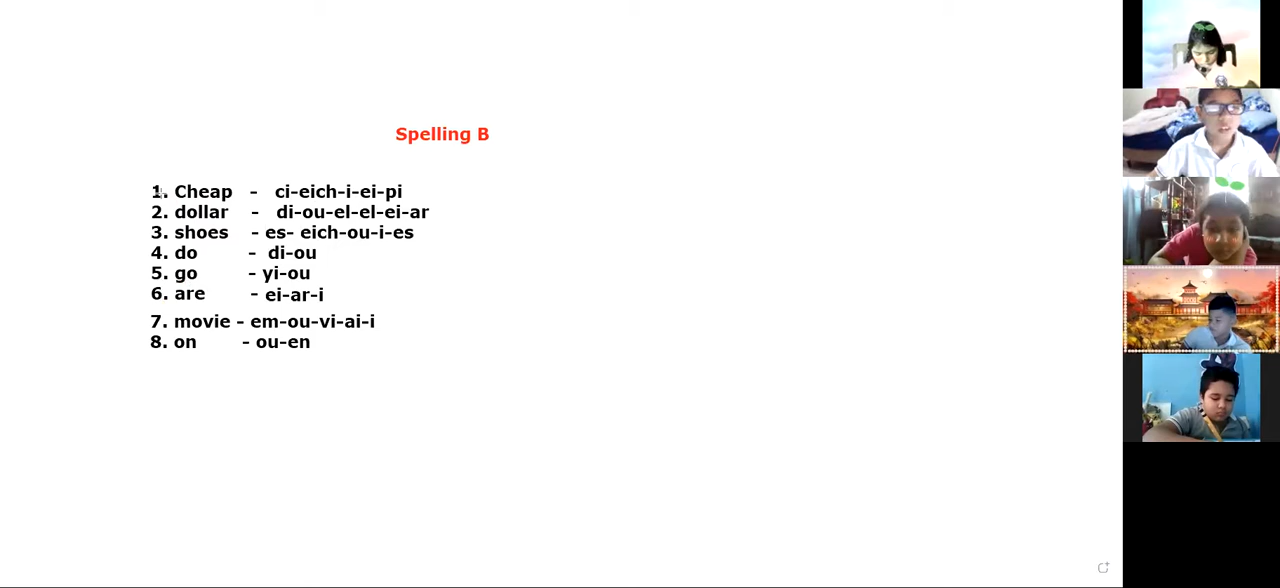 Spelling B
1. Cheap - ci-eich-i-ei-pi
2. dollar - di-ou-el-el-ei-ar
3. shoes - es- eich-ou-i-es
4. do - di-ou
5. go - yi-ou
6. are - ei-ar-i
7. movie - em-ou-vi-ai-i
8. on - ou-en